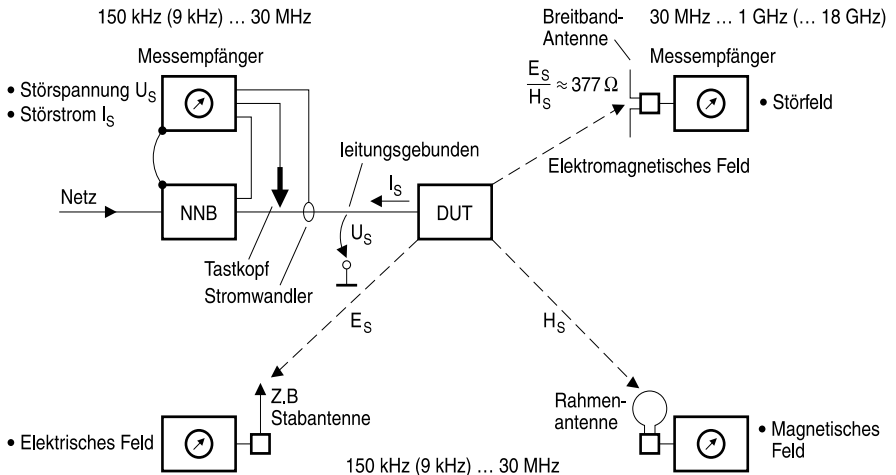 150 kHz (9 kHz) ... 30 MHz
Breitband-
Antenne
30 MHz ... 1 GHz (... 18 GHz)
Messempfänger
• Störspannung U_S
• Störstrom I_S
E_S
H_S
≈ 377 Ω
Messempfänger
• Störfeld
Elektromagnetisches Feld
leitungsgebunden
Netz
NNB
I_S
DUT
U_S
Tastkopf
Stromwandler
E_S
H_S
Z.B
Stabantenne
• Elektrisches Feld
Rahmen-
antenne
• Magnetisches
Feld
150 kHz (9 kHz) ... 30 MHz